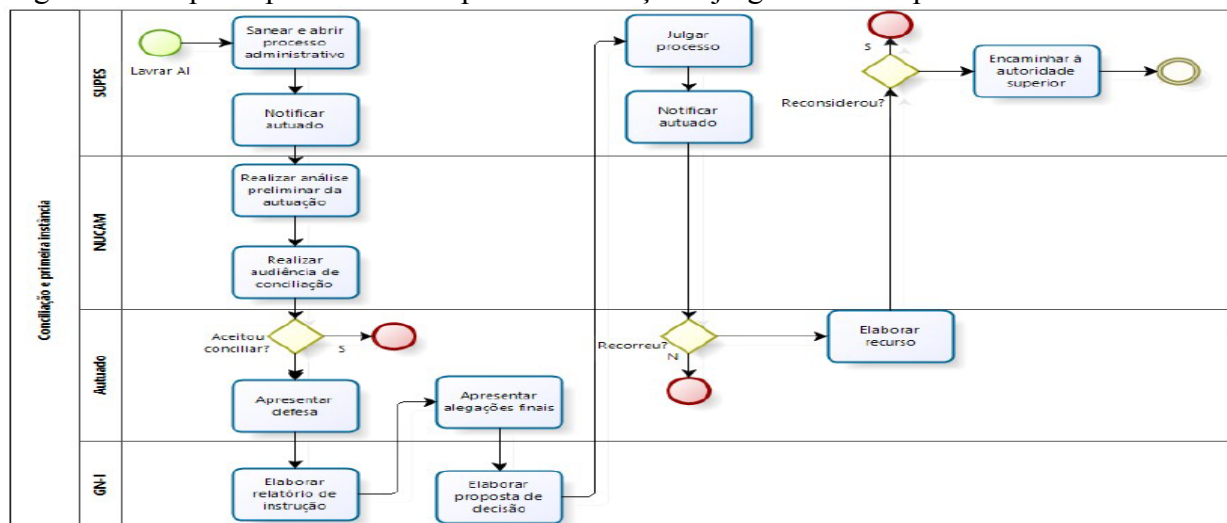 Conciliação e primeira instância
SUPES
Lavrar AI
Sanear e abrir
processo
administrativo
Notificar
autuado
Julgar
processo
Notificar
autuado
S
Reconsiderou?
Encaminhar à
autoridade
superior
NUCAM
Realizar análise
preliminar da
autuação
Realizar
audiência de
conciliação
Autuado
Aceitou
conciliar?
S
Apresentar
defesa
Apresentar
alegações finais
Recorreu?
N
Elaborar
recurso
GN-I
Elaborar
relatório de
instrução
Elaborar
proposta de
decisão